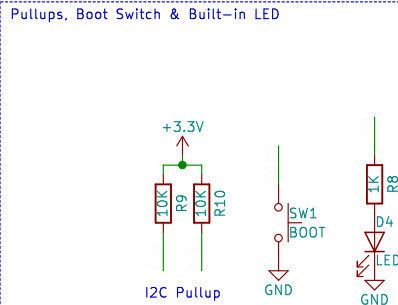 Pullups, Boot Switch & Built-in LED
+3.3V
10K
R9
10K
R10
I2C Pullup
SW1
BOOT
GND
1K
R8
D4
LED
GND